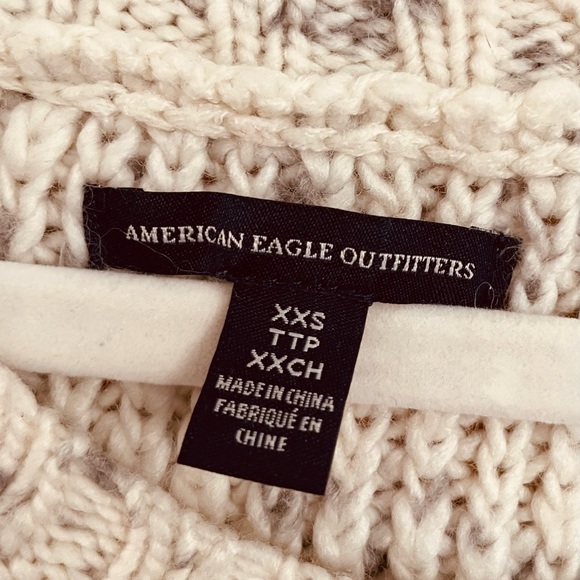 AMERICAN EAGLE OUTFITTERS
XXS
TTP
XXCH
MADE IN CHINA
FABRIQUÉ EN
CHINE